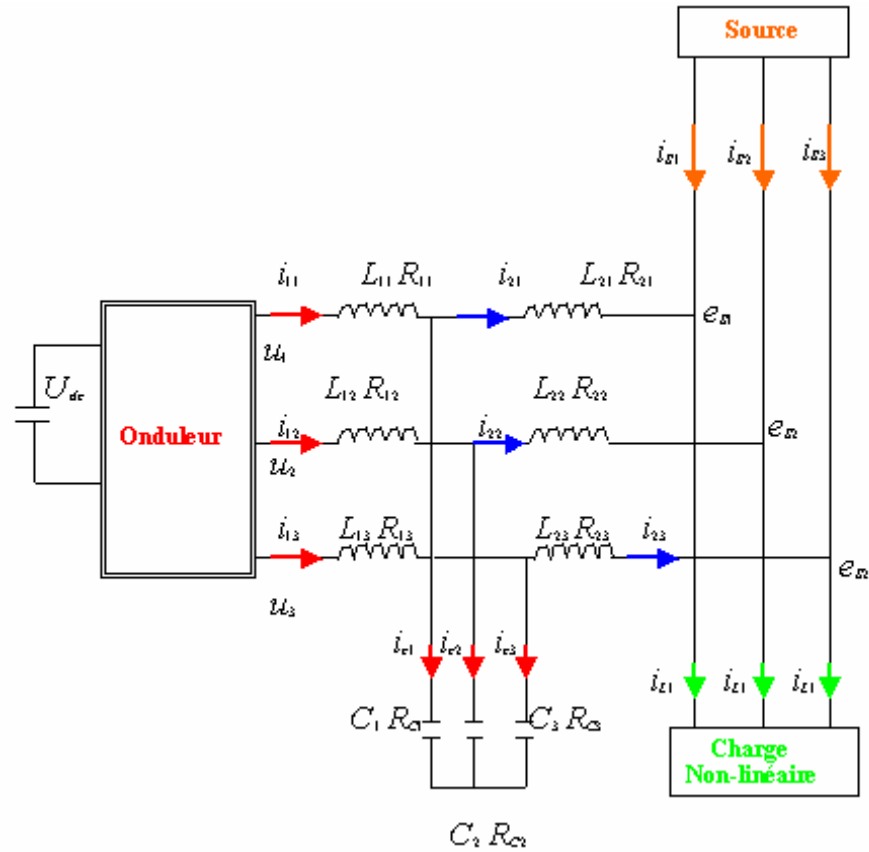 Source
i_S1 i_S2 i_S3
i_11 L_11 R_11 i_21 L_21 R_21
e_S1
u_1
U_dc
L_12 R_12 L_22 R_22
Onduleur
i_12 i_22
e_S2
u_2
i_13 L_13 R_13 L_23 R_23 i_23
e_S2
u_3
i_c1 i_c2 i_c3
i_L1 i_L1 i_L1
C_1 R_C1 C_3 R_C3
Charge
Non-linéaire
C_2 R_C2